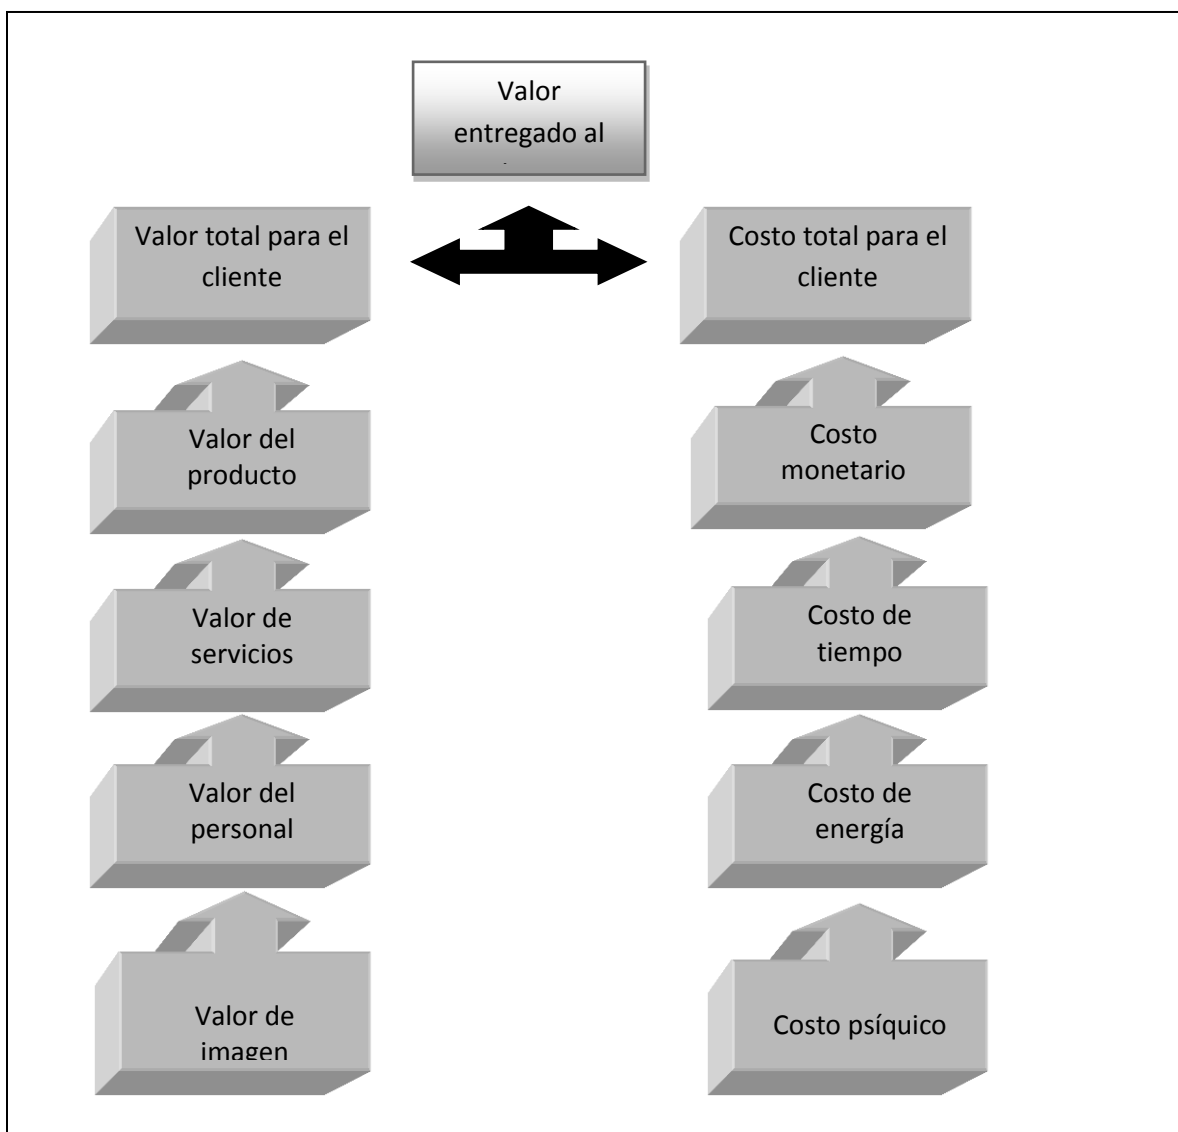 Valor
entregado al
Valor total para el
cliente
Valor del
producto
Valor de
servicios
Valor del
personal
Valor de
imagen
Costo total para el
cliente
Costo
monetario
Costo de
tiempo
Costo de
energía
Costo psíquico